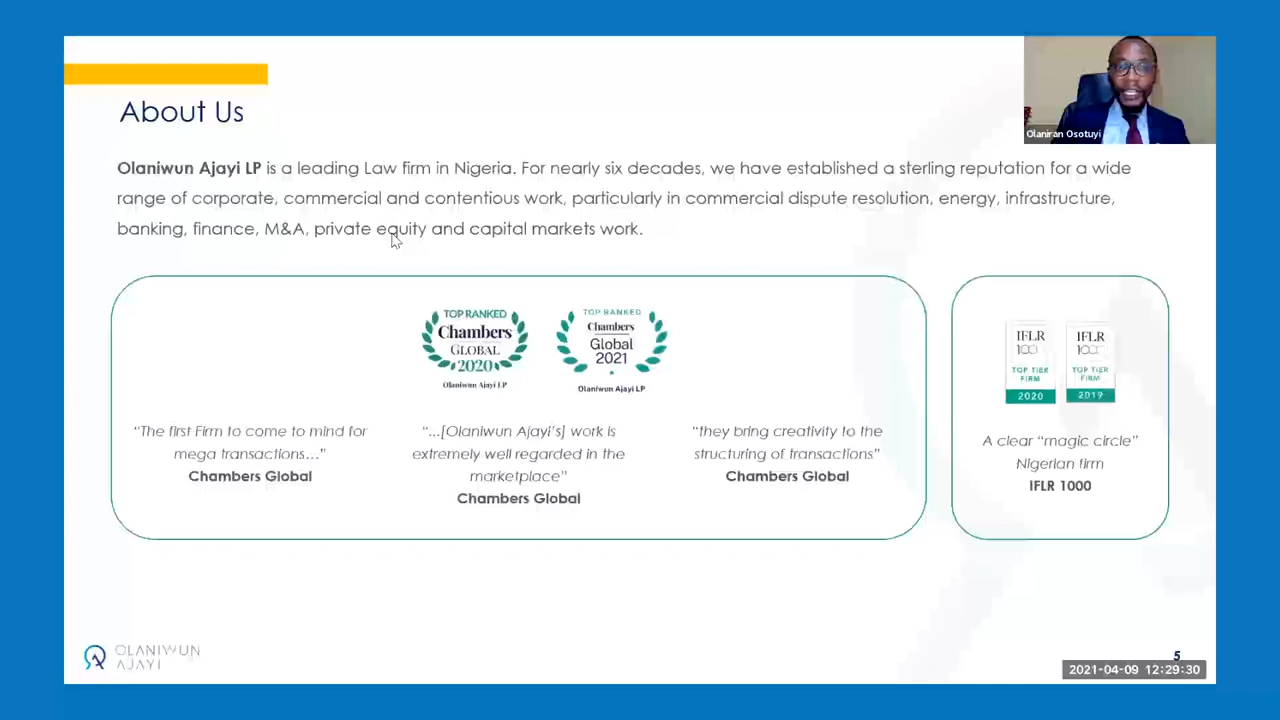 About Us
Olaniran Osotuyi
Olaniwun Ajayi LP is a leading Law firm in Nigeria. For nearly six decades, we have established a sterling reputation for a wide
range of corporate, commercial and contentious work, particularly in commercial dispute resolution, energy, infrastructure,
banking, finance, M&A, private equity and capital markets work.
TOP RANKED
Chambers
GLOBAL
2020
Olaniwun Ajayi LP
TOP RANKED
Chambers
Global
2021
Olaniwun Ajayi LP
“The first Firm to come to mind for
mega transactions…”
Chambers Global
“...[Olaniwun Ajayi’s] work is
extremely well regarded in the
marketplace”
Chambers Global
“they bring creativity to the
structuring of transactions”
Chambers Global
IFLR
100
TOP TIER
FIRM
2020
IFLR
100
TOP TIER
FIRM
2019
A clear “magic circle”
Nigerian firm
IFLR 1000
OLANIWUN
AJAYI
5
2021-04-09 12:29:30